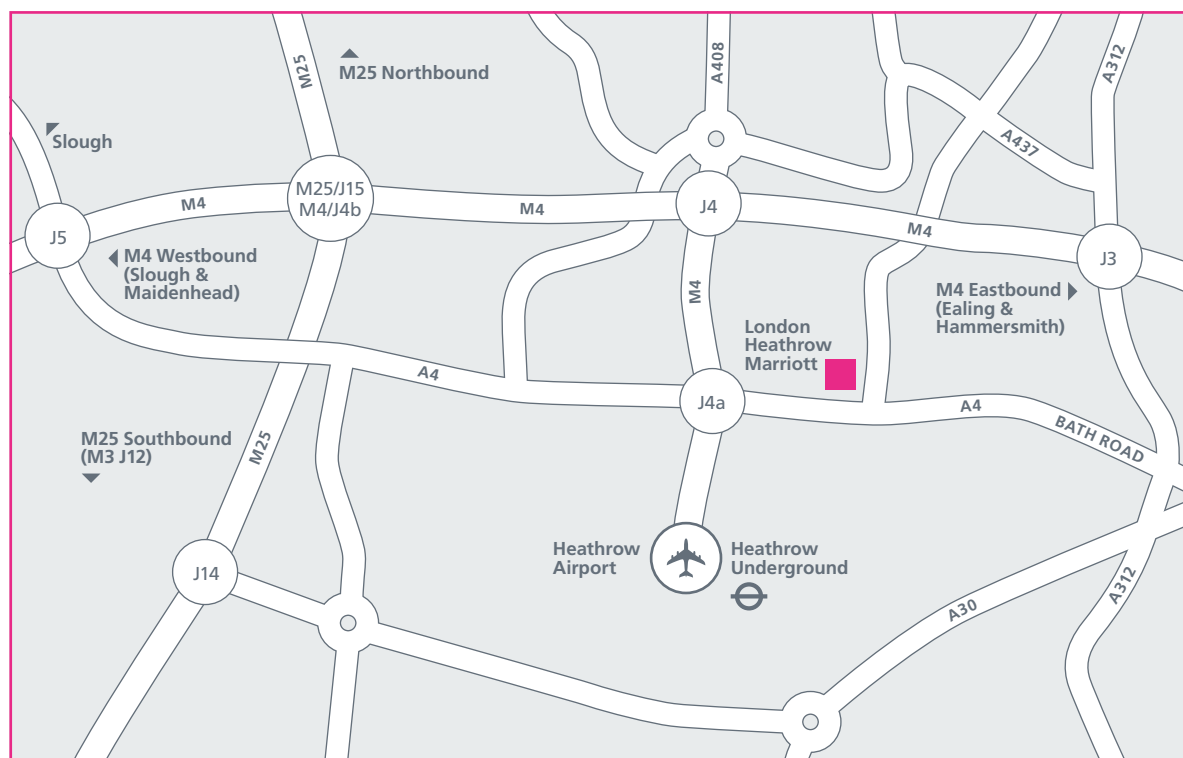 M25
M25 Northbound
A408
A312
Slough
A437
M25/J15
M4/J4b
M4
M4
J4
M4
J5
J3
M4 Westbound
(Slough &
Maidenhead)
M4
M4 Eastbound
(Ealing &
Hammersmith)
London
Heathrow
Marriott
A4
J4a
A4
BATH ROAD
M25 Southbound
(M3 J12)
M25
Heathrow
Airport
Heathrow
Underground
J14
A30
A312